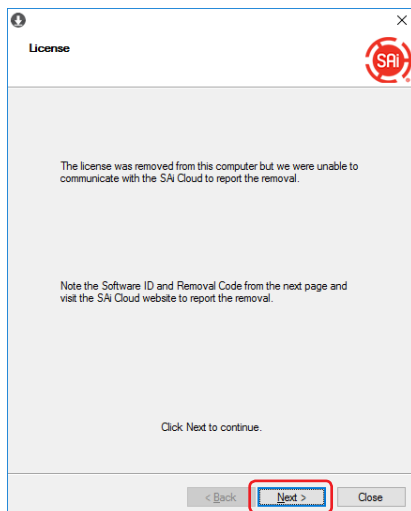 License
SAi
The license was removed from this computer but we were unable to
communicate with the SAi Cloud to report the removal.
Note the Software ID and Removal Code from the next page and
visit the SAi Cloud website to report the removal.
Click Next to continue.
< Back
Next >
Close